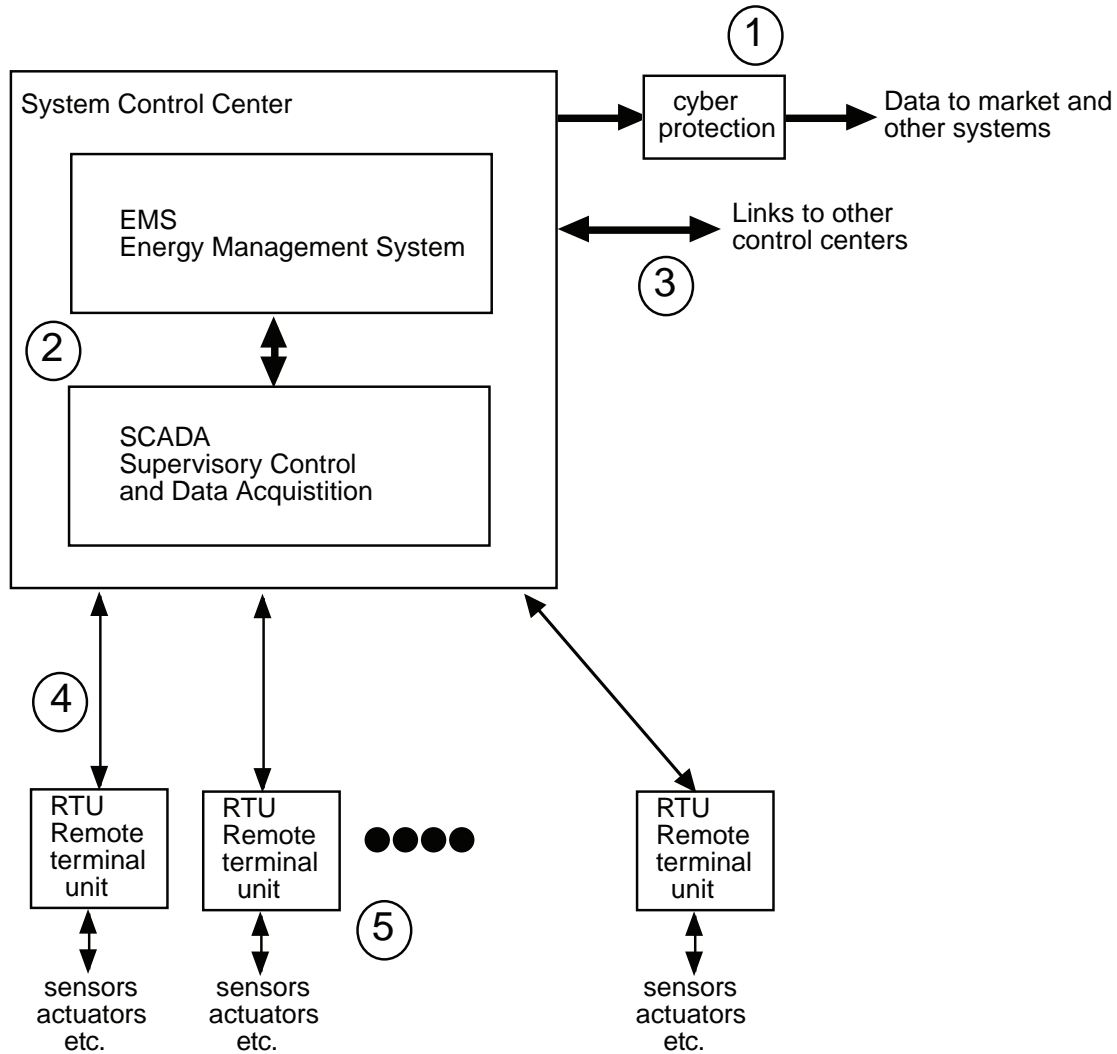 1
System Control Center
cyber
protection
Data to market and
other systems
EMS
Energy Management System
Links to other
control centers
3
2
SCADA
Supervisory Control
and Data Acquistition
4
RTU
Remote
terminal
unit
RTU
Remote
terminal
unit
RTU
Remote
terminal
unit
5
sensors
actuators
etc.
sensors
actuators
etc.
sensors
actuators
etc.